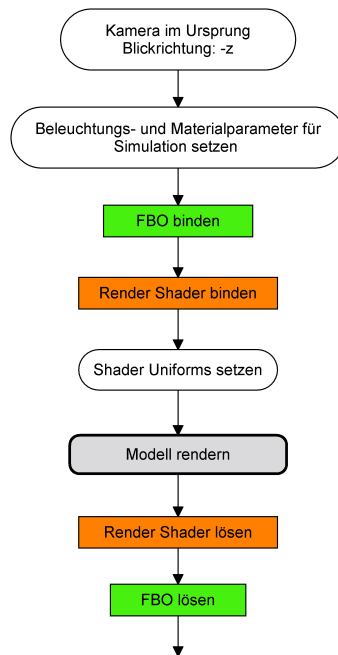 Kamera im Ursprung
Blickrichtung: -z
Beleuchtungs- und Materialparameter für
Simulation setzen
FBO binden
Render Shader binden
Shader Uniforms setzen
Modell rendern
Render Shader lösen
FBO lösen